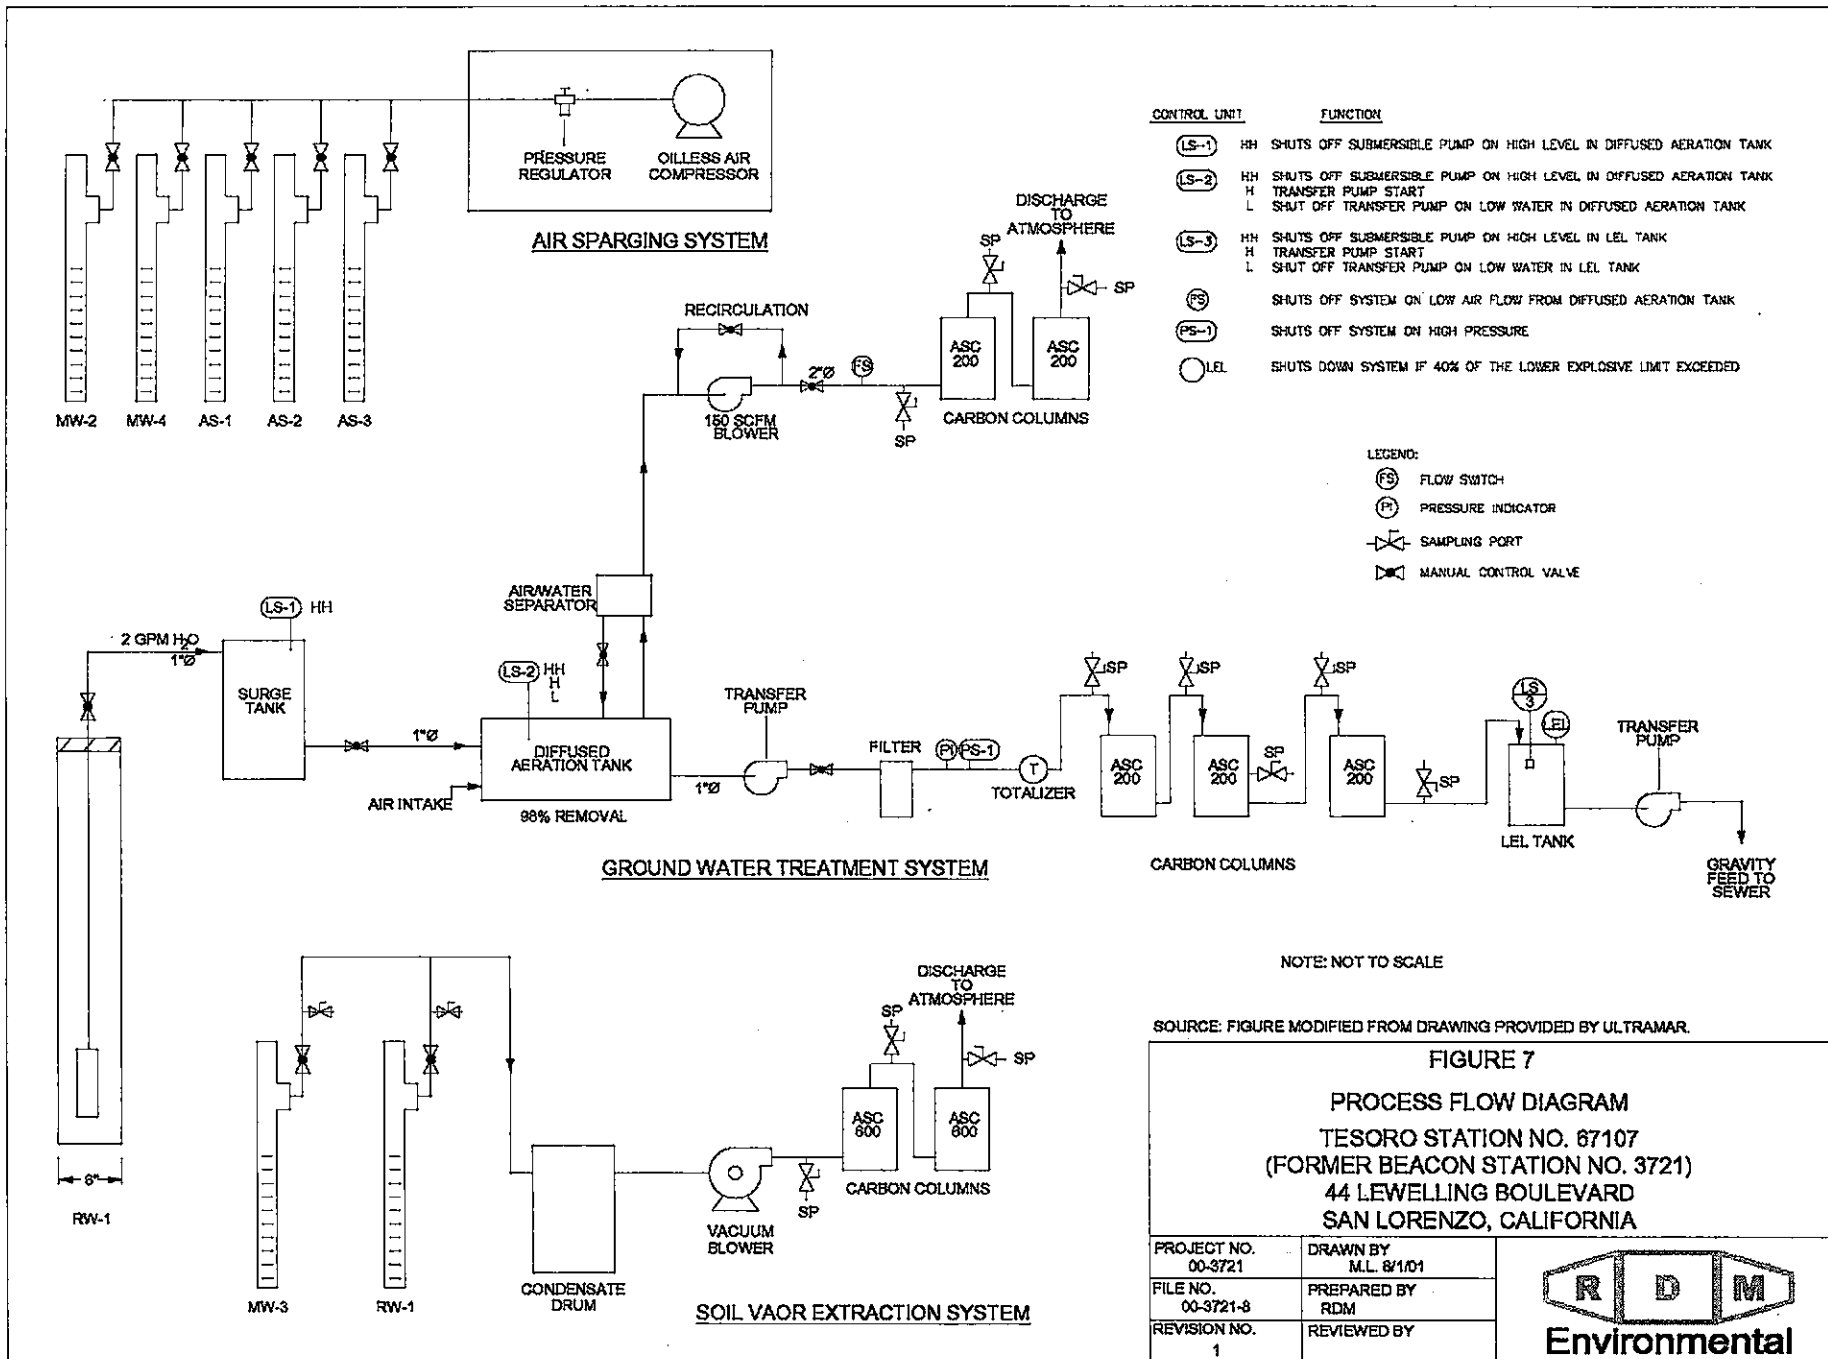 PRESSURE
REGULATOR
OILLESS AIR
COMPRESSOR
AIR SPARGING SYSTEM
MW-2
MW-4
AS-1
AS-2
AS-3
CONTROL UNIT
FUNCTION
LS-1 HH SHUTS OFF SUBMERSIBLE PUMP ON HIGH LEVEL IN DIFFUSED AERATION TANK
LS-2 HH SHUTS OFF SUBMERSIBLE PUMP ON HIGH LEVEL IN DIFFUSED AERATION TANK
H TRANSFER PUMP START
L SHUT OFF TRANSFER PUMP ON LOW WATER IN DIFFUSED AERATION TANK
LS-3 HH SHUTS OFF SUBMERSIBLE PUMP ON HIGH LEVEL IN LEL TANK
H TRANSFER PUMP START
L SHUT OFF TRANSFER PUMP ON LOW WATER IN LEL TANK
FS SHUTS OFF SYSTEM ON LOW AIR FLOW FROM DIFFUSED AERATION TANK
PS-1 SHUTS OFF SYSTEM ON HIGH PRESSURE
LEL SHUTS DOWN SYSTEM IF 40% OF THE LOWER EXPLOSIVE LIMIT EXCEEDED
LEGEND:
FS FLOW SWITCH
PI PRESSURE INDICATOR
SAMPLING PORT
MANUAL CONTROL VALVE
RECIRCULATION
150 SCFM
BLOWER
2"Ø
FS
SP
SP
ASC
200
ASC
200
DISCHARGE
TO
ATMOSPHERE
SP
CARBON COLUMNS
2 GPM H2O
1"Ø
LS-1 HH
SURGE
TANK
1"Ø
AIR INTAKE
AIR/WATER
SEPARATOR
LS-2 HH
H
L
DIFFUSED
AERATION TANK
98% REMOVAL
1"Ø
TRANSFER
PUMP
FILTER
PI
PS-1
T
TOTALIZER
SP
ASC
200
SP
ASC
200
SP
SP
ASC
200
SP
LS
3
LEL
LEL TANK
TRANSFER
PUMP
GRAVITY
FEED TO
SEWER
CARBON COLUMNS
GROUND WATER TREATMENT SYSTEM
8"
RW-1
MW-3
RW-1
CONDENSATE
DRUM
VACUUM
BLOWER
SP
SP
ASC
600
ASC
600
DISCHARGE
TO
ATMOSPHERE
SP
CARBON COLUMNS
SOIL VAOR EXTRACTION SYSTEM
NOTE: NOT TO SCALE
SOURCE: FIGURE MODIFIED FROM DRAWING PROVIDED BY ULTRAMAR.
FIGURE 7
PROCESS FLOW DIAGRAM
TESORO STATION NO. 67107
(FORMER BEACON STATION NO. 3721)
44 LEWELLING BOULEVARD
SAN LORENZO, CALIFORNIA
PROJECT NO.
00-3721
DRAWN BY
M.L. 8/1/01
FILE NO.
00-3721-8
PREPARED BY
RDM
REVISION NO.
1
REVIEWED BY
R D M
Environmental